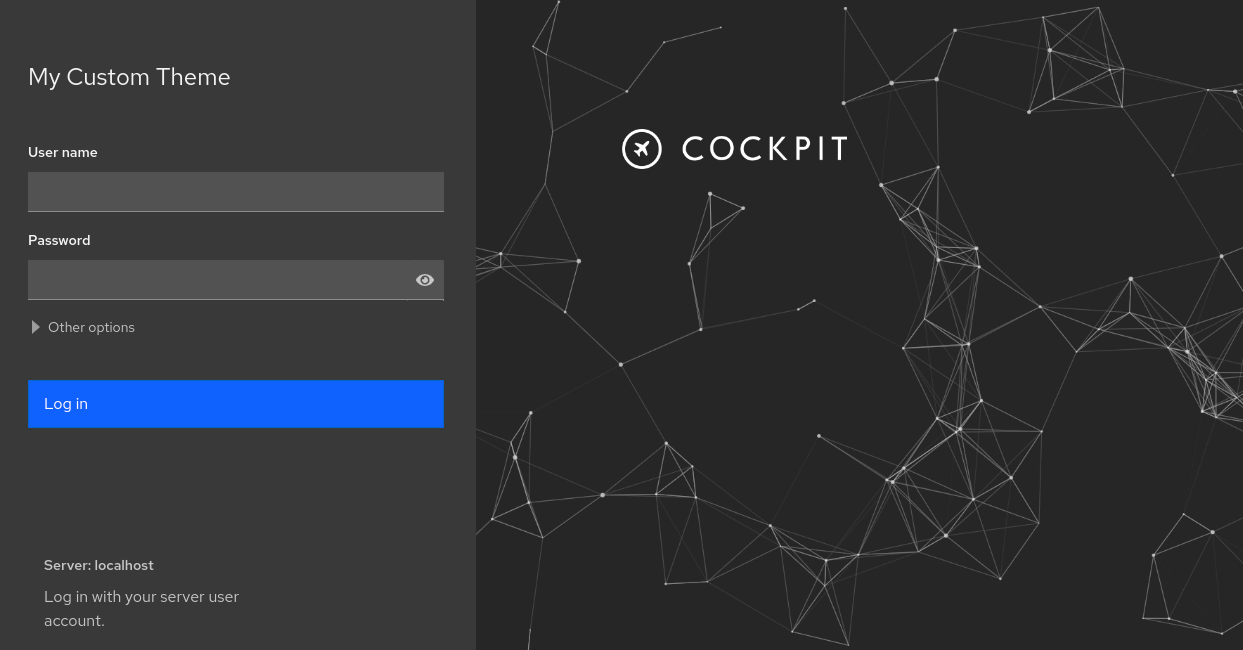 My Custom Theme
User name
Password
Other options
Log in
Server: localhost
Log in with your server user
account.
COCKPIT